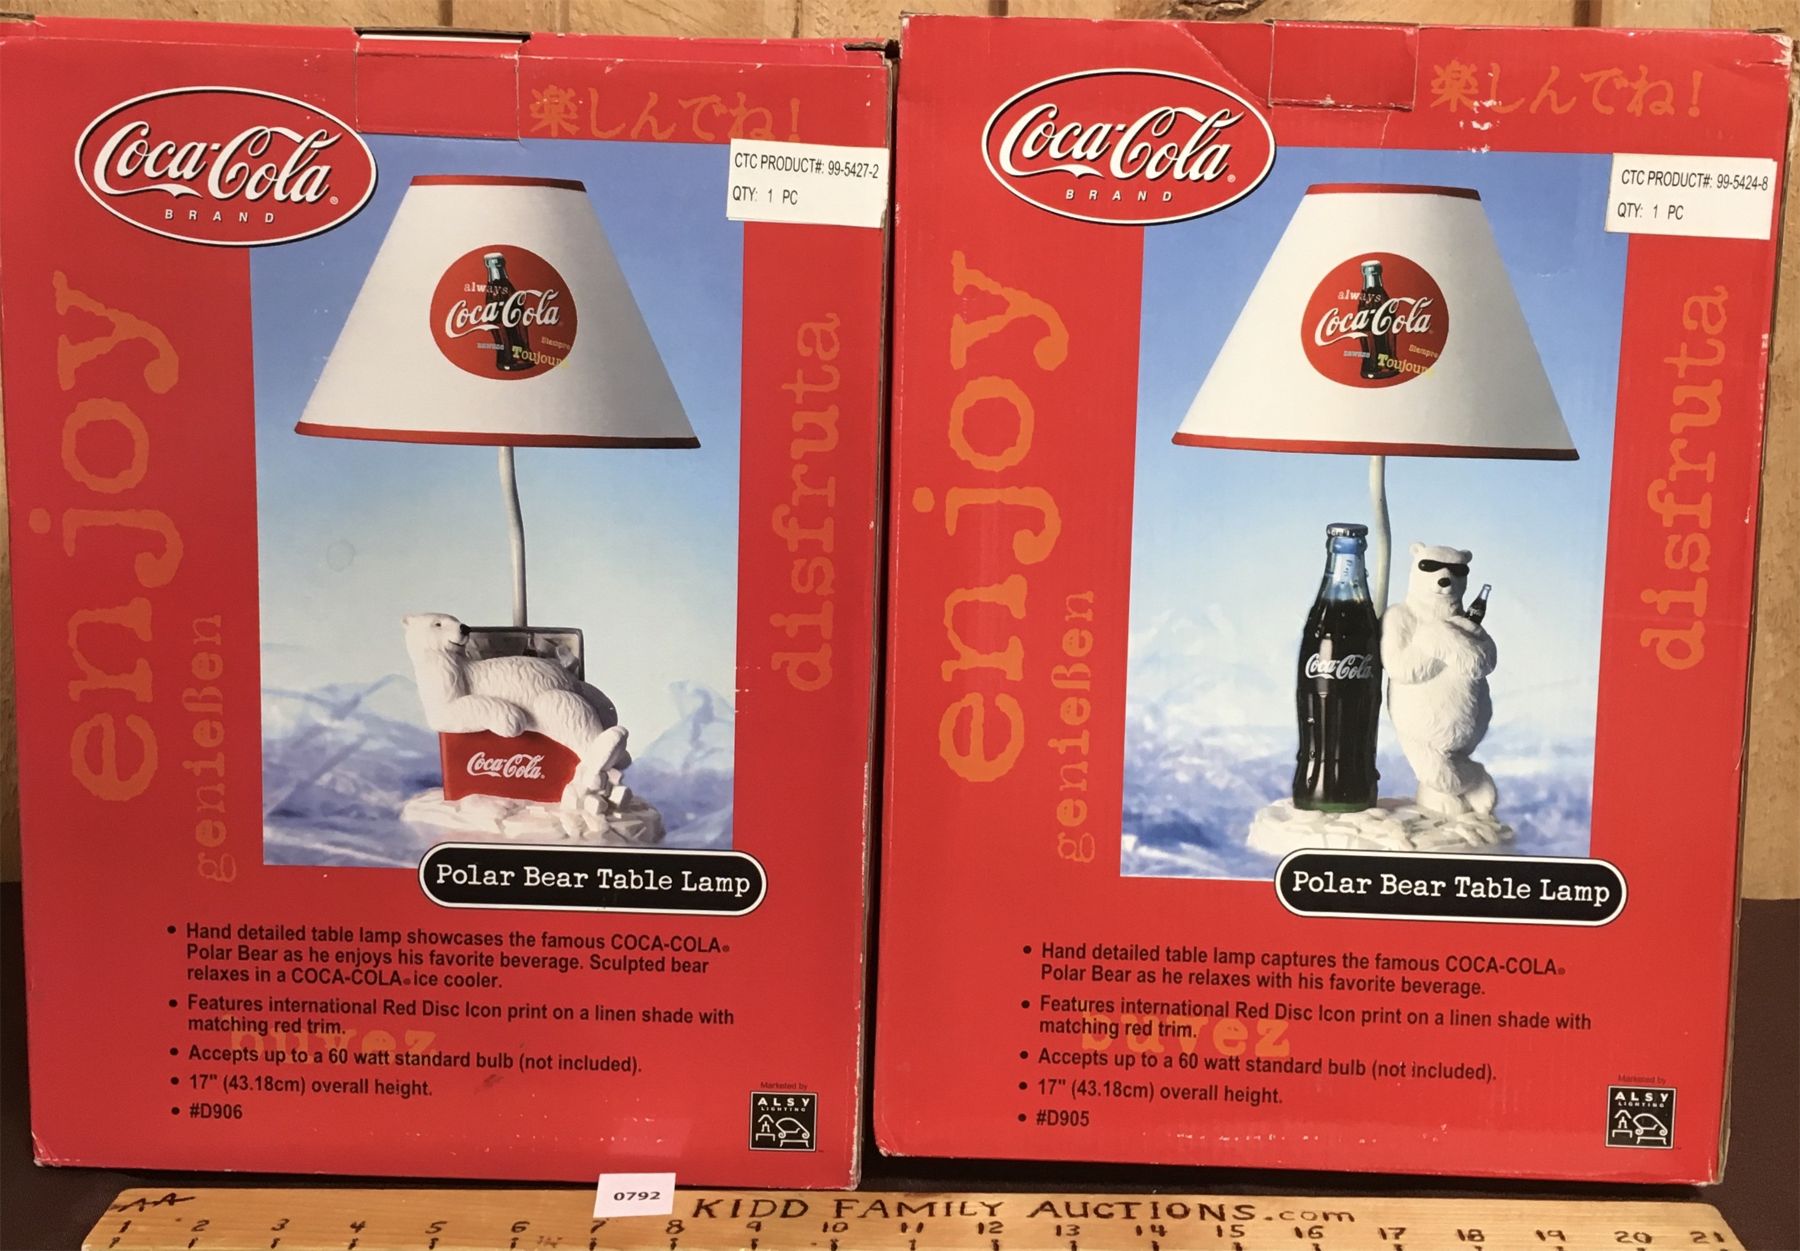 楽しんでね!
Coca-Cola®
BRAND
CTC PRODUCT#: 99-5427-2
QTY: 1 PC
always
Coca-Cola
Siempre
Toujours
enjoy
genießen
disfruta
Coca-Cola®
Polar Bear Table Lamp
• Hand detailed table lamp showcases the famous COCA-COLA®
Polar Bear as he enjoys his favorite beverage. Sculpted bear
relaxes in a COCA-COLA® ice cooler.
• Features international Red Disc Icon print on a linen shade with
matching red trim.
buvez
• Accepts up to a 60 watt standard bulb (not included).
• 17" (43.18cm) overall height.
• #D906
Marketed by
ALSY
LIGHTING
楽しんでね!
Coca-Cola®
BRAND
CTC PRODUCT#: 99-5424-8
QTY: 1 PC
always
Coca-Cola
Siempre
Toujours
enjoy
genießen
disfruta
Coca-Cola
Polar Bear Table Lamp
• Hand detailed table lamp captures the famous COCA-COLA®
Polar Bear as he relaxes with his favorite beverage.
• Features international Red Disc Icon print on a linen shade with
matching red trim.
buvez
• Accepts up to a 60 watt standard bulb (not included).
• 17" (43.18cm) overall height.
• #D905
Marketed by
ALSY
LIGHTING
0792
AA KIDD FAMILY AUCTIONS.com
1 2 3 4 5 6 7 8 9 10 11 12 13 14 15 16 17 18 19 20 21